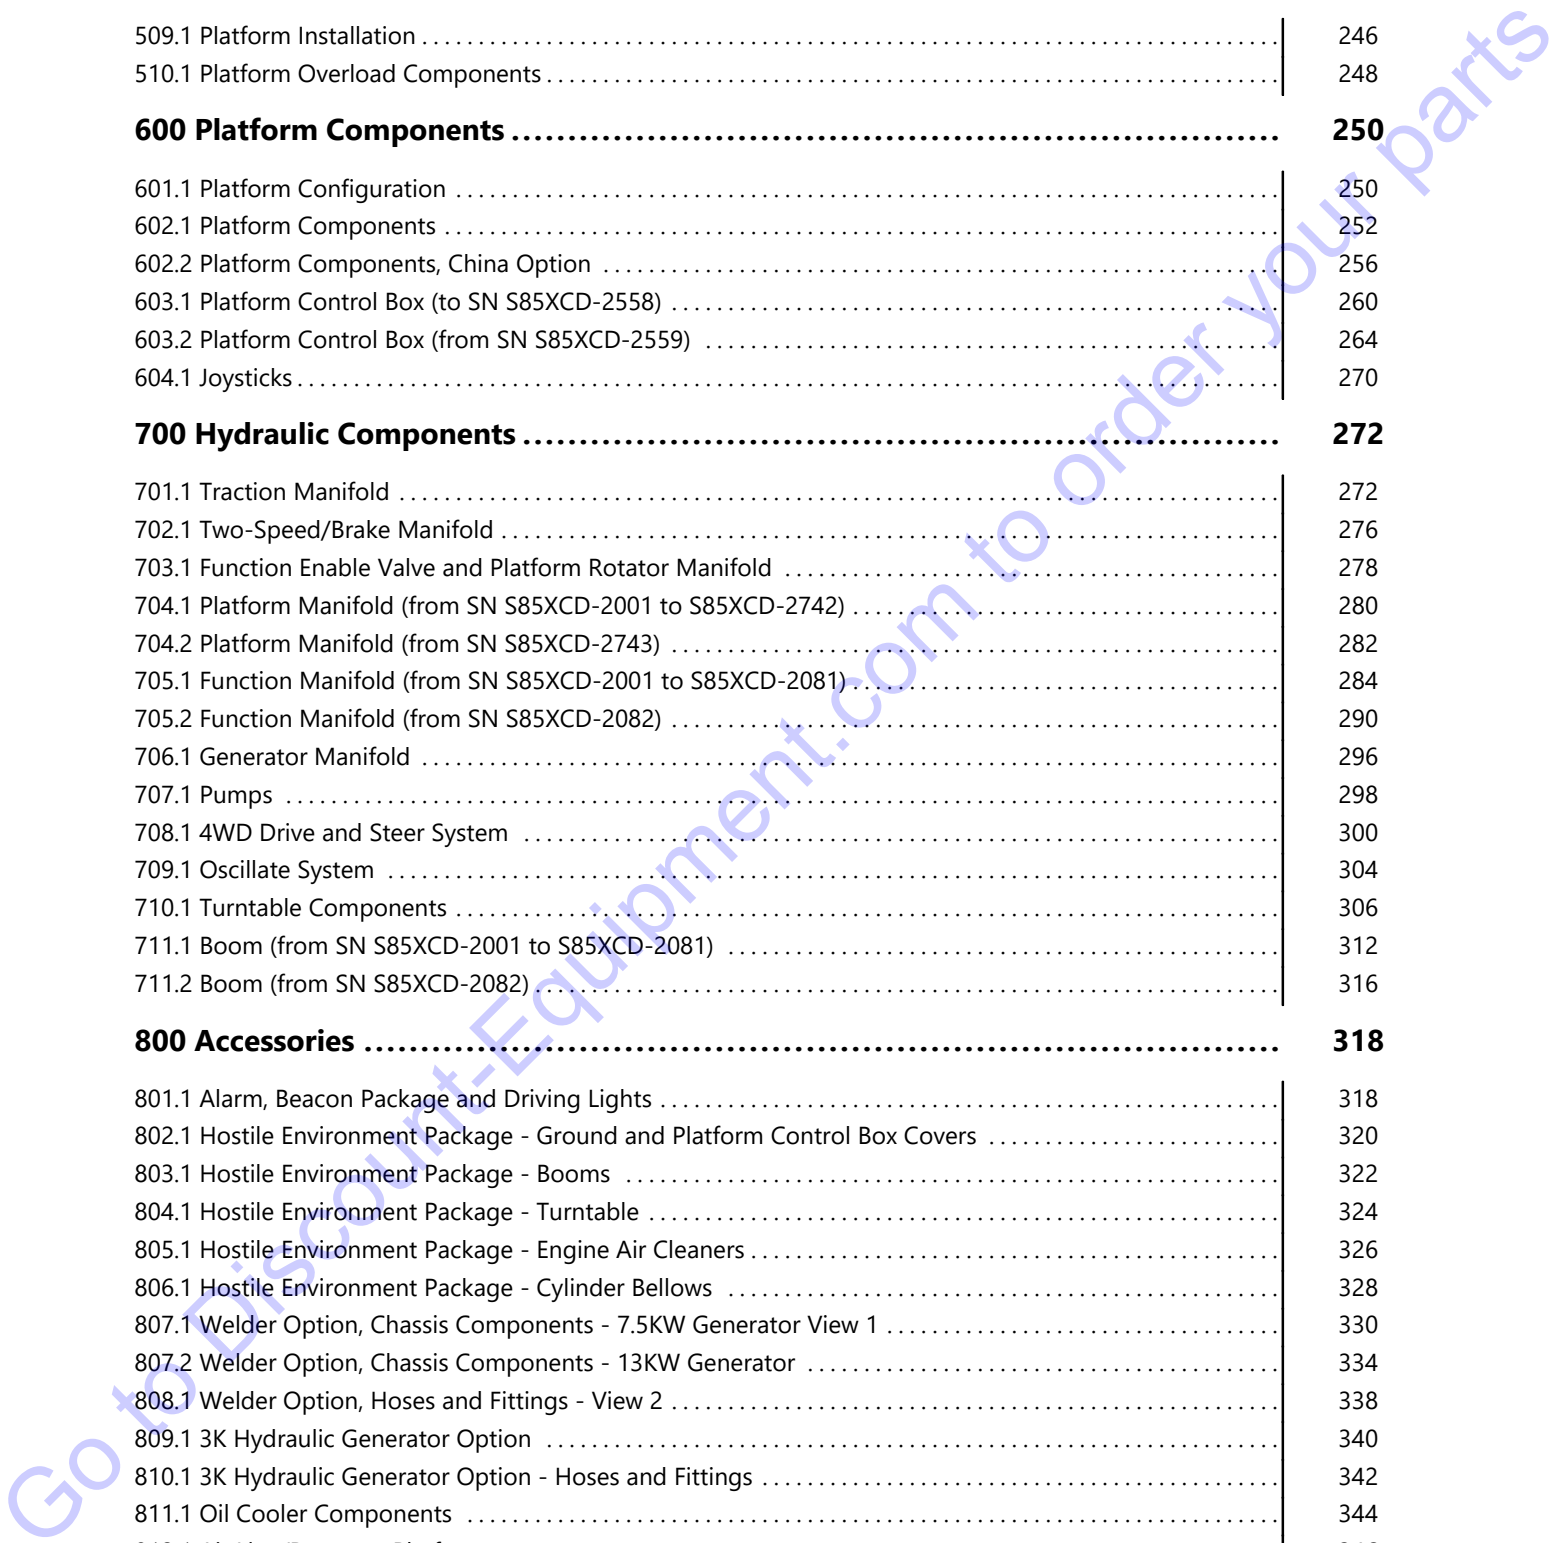 509.1 Platform Installation 246
510.1 Platform Overload Components 248
600 Platform Components 250
601.1 Platform Configuration 250
602.1 Platform Components 252
602.2 Platform Components, China Option 256
603.1 Platform Control Box (to SN S85XCD-2558) 260
603.2 Platform Control Box (from SN S85XCD-2559) 264
604.1 Joysticks 270
700 Hydraulic Components 272
701.1 Traction Manifold 272
702.1 Two-Speed/Brake Manifold 276
703.1 Function Enable Valve and Platform Rotator Manifold 278
704.1 Platform Manifold (from SN S85XCD-2001 to S85XCD-2742) 280
704.2 Platform Manifold (from SN S85XCD-2743) 282
705.1 Function Manifold (from SN S85XCD-2001 to S85XCD-2081) 284
705.2 Function Manifold (from SN S85XCD-2082) 290
706.1 Generator Manifold 296
707.1 Pumps 298
708.1 4WD Drive and Steer System 300
709.1 Oscillate System 304
710.1 Turntable Components 306
711.1 Boom (from SN S85XCD-2001 to S85XCD-2081) 312
711.2 Boom (from SN S85XCD-2082) 316
800 Accessories 318
801.1 Alarm, Beacon Package and Driving Lights 318
802.1 Hostile Environment Package - Ground and Platform Control Box Covers 320
803.1 Hostile Environment Package - Booms 322
804.1 Hostile Environment Package - Turntable 324
805.1 Hostile Environment Package - Engine Air Cleaners 326
806.1 Hostile Environment Package - Cylinder Bellows 328
807.1 Welder Option, Chassis Components - 7.5KW Generator View 1 330
807.2 Welder Option, Chassis Components - 13KW Generator 334
808.1 Welder Option, Hoses and Fittings - View 2 338
809.1 3K Hydraulic Generator Option 340
810.1 3K Hydraulic Generator Option - Hoses and Fittings 342
811.1 Oil Cooler Components 344
Go to Discount-Equipment.com to order your parts